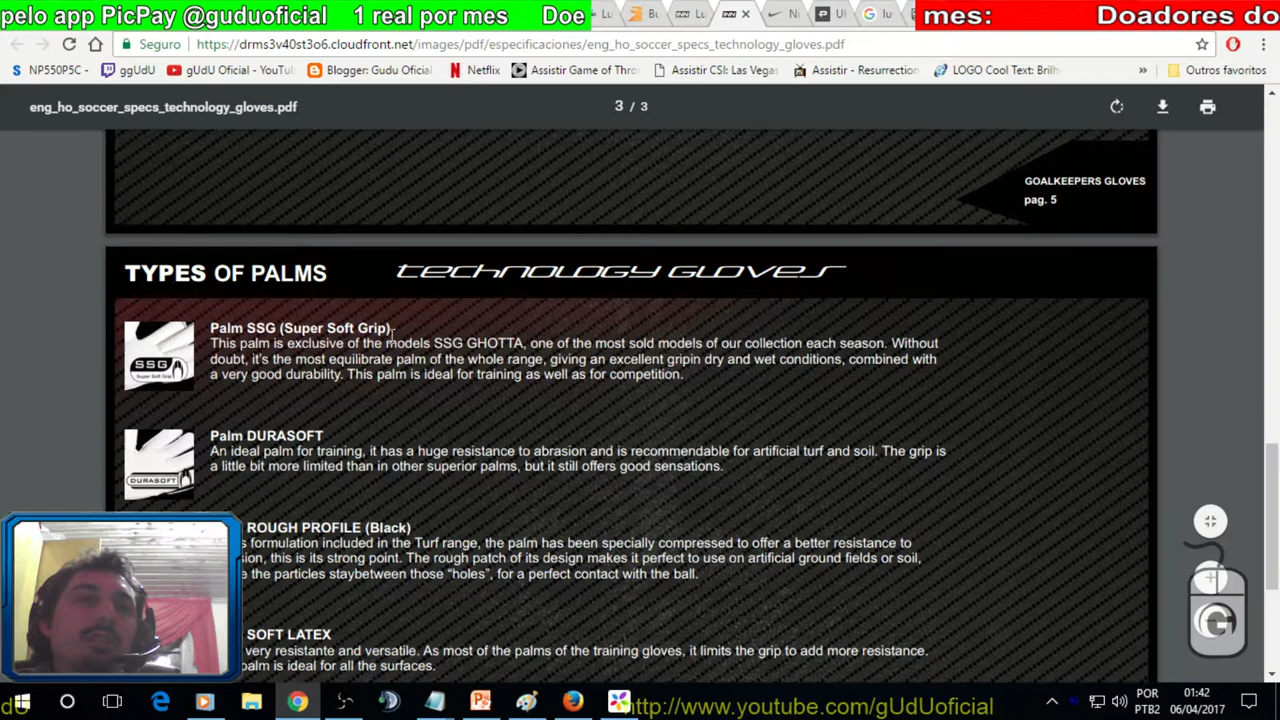 pelo app PicPay @guduoficial 1 real por mes Doe
mes: Doadores do
Seguro https://drms3v40st3o6.cloudfront.net/images/pdf/especificaciones/eng_ho_soccer_specs_technology_gloves.pdf
NP550P5C - ggUdU gUdU Oficial - YouTu Blogger: Gudu Oficial Netflix Assistir Game of Thro Assistir CSI: Las Vegas Assistir - Resurrection LOGO Cool Text: Brilh » Outros favoritos
eng_ho_soccer_specs_technology_gloves.pdf 3 / 3
GOALKEEPERS GLOVES
pag. 5
TYPES OF PALMS TECHNOLOGY GLOVES
Palm SSG (Super Soft Grip)
This palm is exclusive of the models SSG GHOTTA, one of the most sold models of our collection each season. Without
doubt, it's the most equilibrate palm of the whole range, giving an excellent gripin dry and wet conditions, combined with
a very good durability. This palm is ideal for training as well as for competition.
SSG
Super Soft Grip
Palm DURASOFT
An ideal palm for training, it has a huge resistance to abrasion and is recommendable for artificial turf and soil. The grip is
a little bit more limited than in other superior palms, but it still offers good sensations.
DURASOFT
ROUGH PROFILE (Black)
formulation included in the Turf range, the palm has been specially compressed to offer a better resistance to
sion, this is its strong point. The rough patch of its design makes it perfect to use on artificial ground fields or soil,
the particles staybetween those “holes”, for a perfect contact with the ball.
SOFT LATEX
very resistante and versatile. As most of the palms of the training gloves, it limits the grip to add more resistance.
palm is ideal for all the surfaces.
http://www.youtube.com/gUdUoficial
POR
PTB2
01:42
06/04/2017